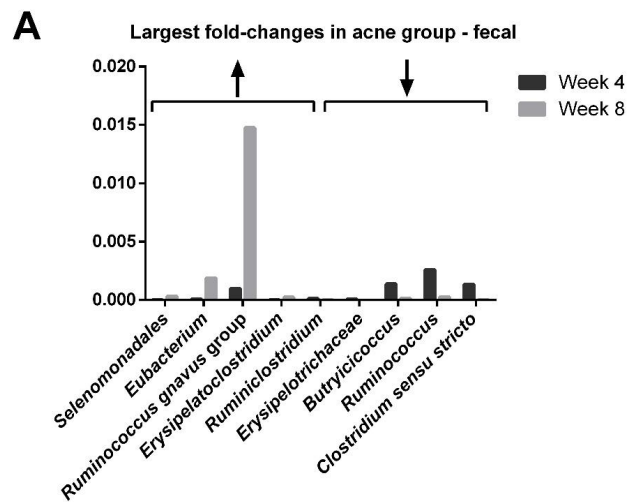 A
Largest fold-changes in acne group - fecal
0.020
0.015
0.010
0.005
0.000
Week 4
Week 8
Selenomonadales
Eubacterium
Ruminococcus gnavus group
Erysipelatoclostridium
Ruminiclostridium
Erysipelotrichaceae
Butryicicoccus
Ruminococcus
Clostridium sensu stricto